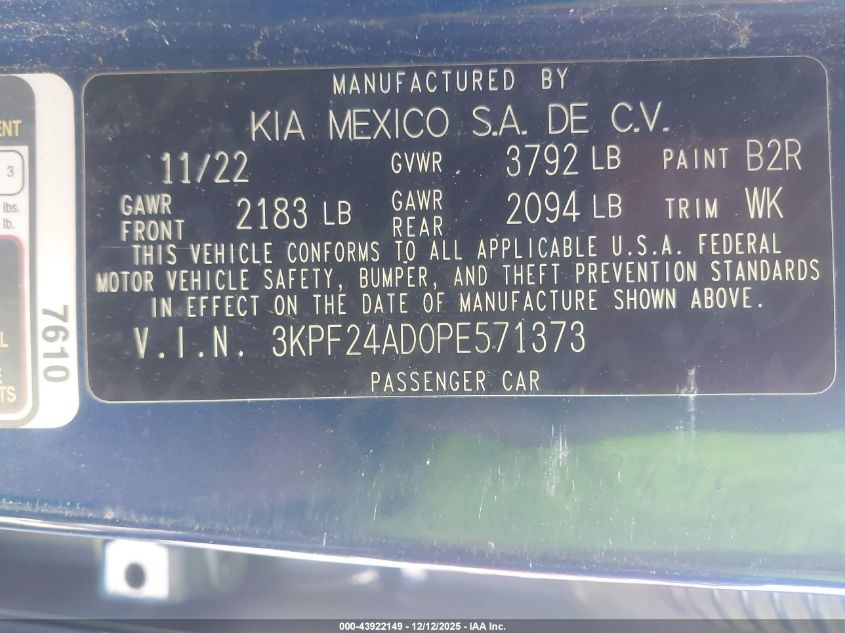 MANUFACTURED BY
KIA MEXICO S.A. DE C.V.
11/22 GVWR 3792 LB PAINT B2R
GAWR FRONT 2183 LB GAWR REAR 2094 LB TRIM WK
THIS VEHICLE CONFORMS TO ALL APPLICABLE U.S.A. FEDERAL
MOTOR VEHICLE SAFETY, BUMPER, AND THEFT PREVENTION STANDARDS
IN EFFECT ON THE DATE OF MANUFACTURE SHOWN ABOVE.
V.I.N. 3KPF24AD0PE571373
PASSENGER CAR
3
lbs.
lb.
7610
000-43922149 - 12/12/2025 - IAA Inc.